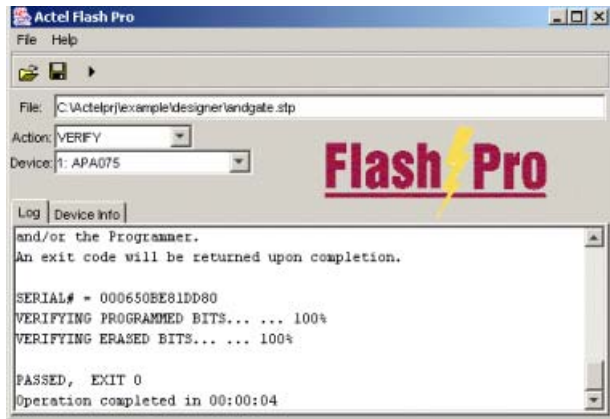 Actel Flash Pro
File Help
File: C:\Actelprj\example\designer\andgate.stp
Action: VERIFY
Device: 1: APA075
Flash Pro
Log Device Info
and/or the Programmer.
An exit code will be returned upon completion.
SERIAL# = 000650BE81DD80
VERIFYING PROGRAMMED BITS... ... 100%
VERIFYING ERASED BITS... ... 100%
PASSED, EXIT 0
Operation completed in 00:00:04